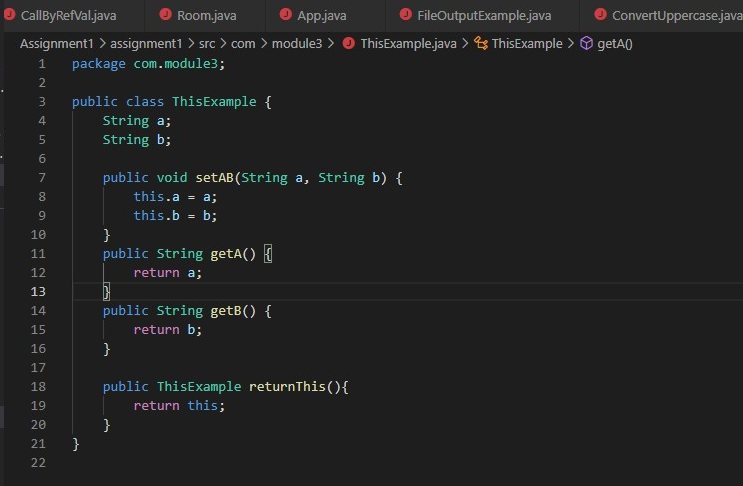 CallByRefVal.java Room.java App.java FileOutputExample.java ConvertUppercase.java
Assignment1 > assignment1 > src > com > module3 > ThisExample.java > ThisExample > getA()
1 package com.module3;
2
3 public class ThisExample {
4     String a;
5     String b;
6
7     public void setAB(String a, String b) {
8         this.a = a;
9         this.b = b;
10     }
11     public String getA() {
12         return a;
13     }
14     public String getB() {
15         return b;
16     }
17
18     public ThisExample returnThis(){
19         return this;
20     }
21 }
22